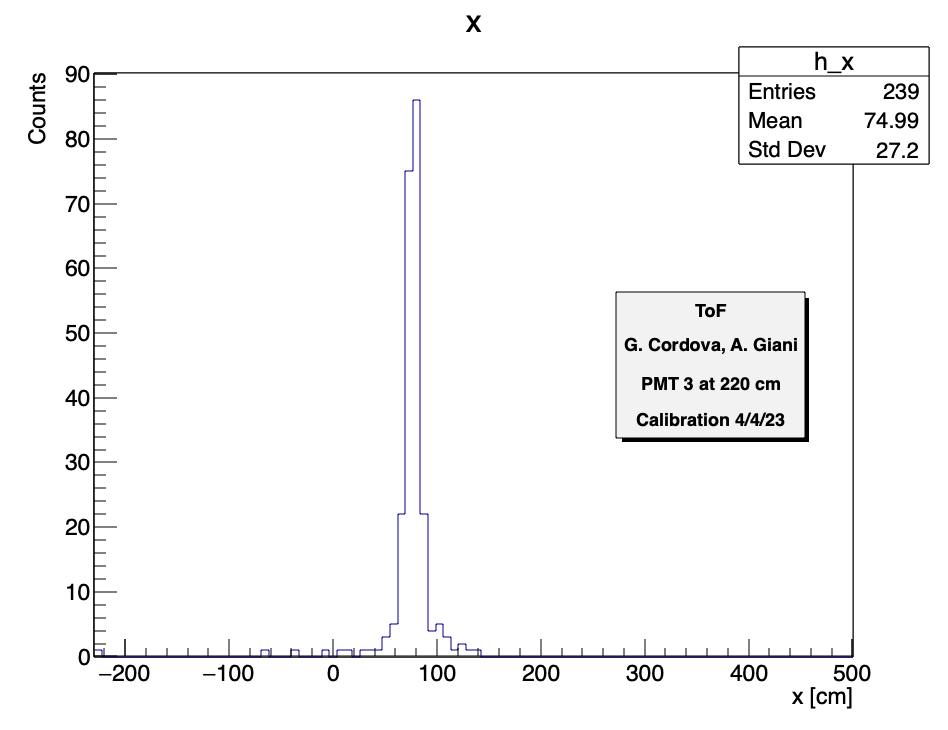 X
h_x
Entries 239
Mean 74.99
Std Dev 27.2
Counts
90
80
70
60
50
40
30
20
10
0
ToF
G. Cordova, A. Giani
PMT 3 at 220 cm
Calibration 4/4/23
−200 −100 0 100 200 300 400 500
x [cm]